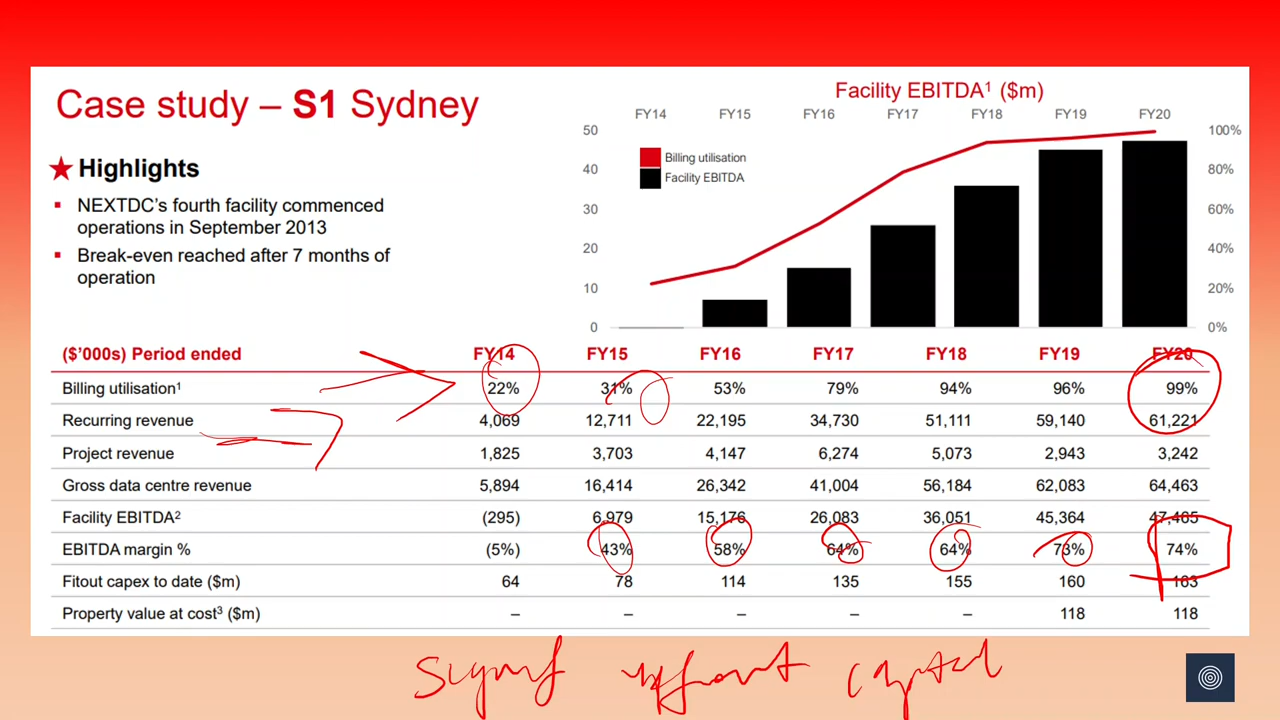 Case study – S1 Sydney
★ Highlights
▪ NEXTDC's fourth facility commenced
operations in September 2013
▪ Break-even reached after 7 months of
operation
Facility EBITDA¹ ($m)
FY14 FY15 FY16 FY17 FY18 FY19 FY20
50 100%
40 80%
30 60%
20 40%
10 20%
0 0%
Billing utilisation
Facility EBITDA
($'000s) Period ended FY14 FY15 FY16 FY17 FY18 FY19 FY20
Billing utilisation¹ 22% 31% 53% 79% 94% 96% 99%
Recurring revenue 4,069 12,711 22,195 34,730 51,111 59,140 61,221
Project revenue 1,825 3,703 4,147 6,274 5,073 2,943 3,242
Gross data centre revenue 5,894 16,414 26,342 41,004 56,184 62,083 64,463
Facility EBITDA² (295) 6,979 15,176 26,083 36,051 45,364 47,465
EBITDA margin % (5%) 43% 58% 64% 64% 73% 74%
Fitout capex to date ($m) 64 78 114 135 155 160 163
Property value at cost³ ($m) – – – – – 118 118
upfront capital